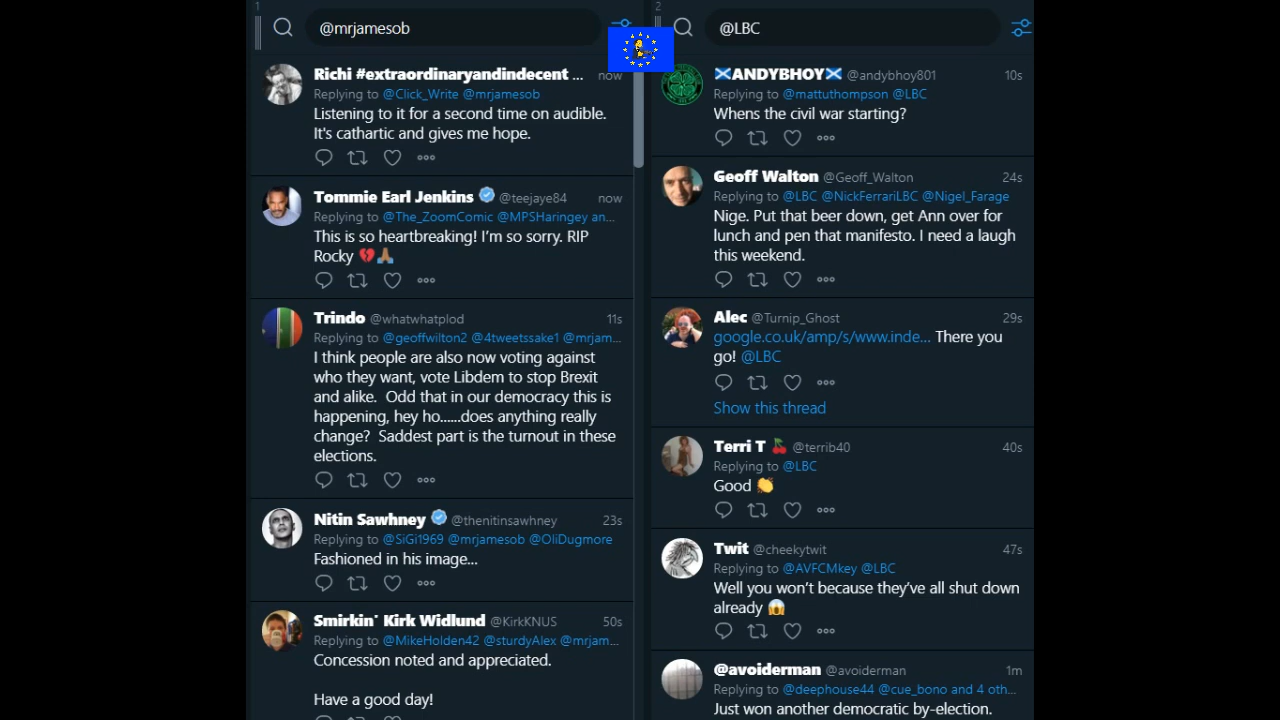 1
@mrjamesob
Richi #extraordinaryandindecent ... now
Replying to @Click_Write @mrjamesob
Listening to it for a second time on audible.
It's cathartic and gives me hope.
Tommie Earl Jenkins @teejaye84 now
Replying to @The_ZoomComic @MPSHaringey an...
This is so heartbreaking! I'm so sorry. RIP
Rocky 💔🙏🏾
Trindo @whatwhatplod 11s
Replying to @geoffwilton2 @4tweetssake1 @mrjam...
I think people are also now voting against
who they want, vote Libdem to stop Brexit
and alike. Odd that in our democracy this is
happening, hey ho......does anything really
change? Saddest part is the turnout in these
elections.
Nitin Sawhney @thenitinsawhney 23s
Replying to @SiGi1969 @mrjamesob @OliDugmore
Fashioned in his image...
Smirkin' Kirk Widlund @KirkKNUS 50s
Replying to @MikeHolden42 @sturdyAlex @mrjam...
Concession noted and appreciated.
Have a good day!
2
@LBC
🏴󠁧󠁢󠁳󠁣󠁴󠁿ANDYBHOY🏴󠁧󠁢󠁳󠁣󠁴󠁿 @andybhoy801 10s
Replying to @mattuthompson @LBC
Whens the civil war starting?
Geoff Walton @Geoff_Walton 24s
Replying to @LBC @NickFerrariLBC @Nigel_Farage
Nige. Put that beer down, get Ann over for
lunch and pen that manifesto. I need a laugh
this weekend.
Alec @Turnip_Ghost 29s
google.co.uk/amp/s/www.inde... There you
go! @LBC
Show this thread
Terri T 🍒 @terrib40 40s
Replying to @LBC
Good 👏
Twit @cheekytwit 47s
Replying to @AVFCMkey @LBC
Well you won't because they've all shut down
already 😱
@avoiderman @avoiderman 1m
Replying to @deephouse44 @cue_bono and 4 oth...
Just won another democratic by-election.